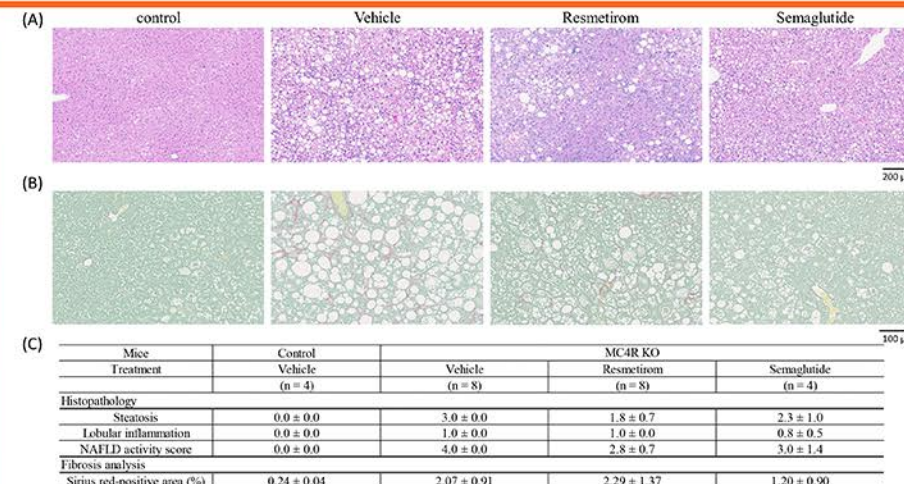 (A) control Vehicle Resmetirom Semaglutide
200 µ
(B)
100 µ
(C)
Mice Control MC4R KO
Treatment Vehicle Vehicle Resmetirom Semaglutide
(n = 4) (n = 8) (n = 8) (n = 4)
Histopathology
Steatosis 0.0 ± 0.0 3.0 ± 0.0 1.8 ± 0.7 2.3 ± 1.0
Lobular inflammation 0.0 ± 0.0 1.0 ± 0.0 1.0 ± 0.0 0.8 ± 0.5
NAFLD activity score 0.0 ± 0.0 4.0 ± 0.0 2.8 ± 0.7 3.0 ± 1.4
Fibrosis analysis
Sirius red-positive area (%) 0.24 ± 0.04 2.07 ± 0.91 2.29 ± 1.37 1.20 ± 0.90